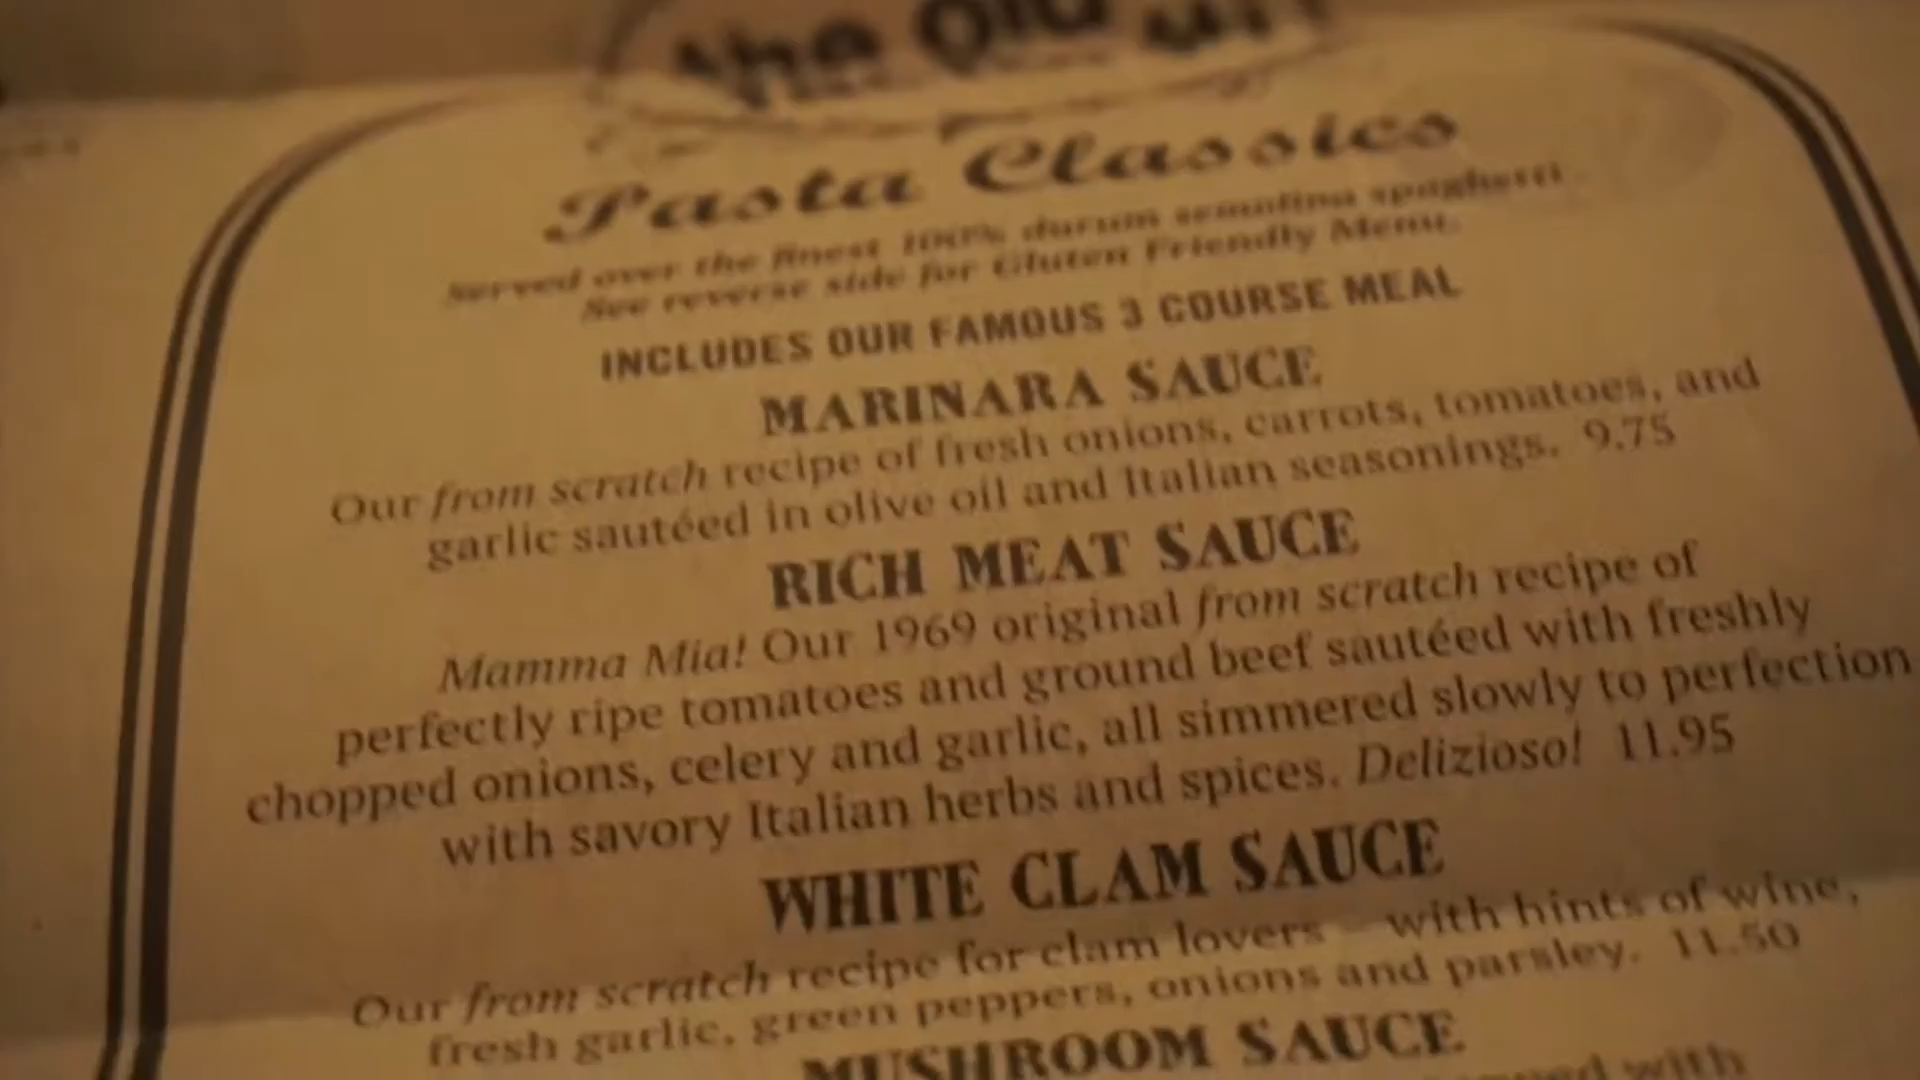 the Old
Pasta Classics
Served over the finest 100% durum semolina spaghetti.
See reverse side for Gluten Friendly Menu.
INCLUDES OUR FAMOUS 3 COURSE MEAL
MARINARA SAUCE
Our from scratch recipe of fresh onions, carrots, tomatoes, and
garlic sautéed in olive oil and Italian seasonings. 9.75
RICH MEAT SAUCE
Mamma Mia! Our 1969 original from scratch recipe of
perfectly ripe tomatoes and ground beef sautéed with freshly
chopped onions, celery and garlic, all simmered slowly to perfection
with savory Italian herbs and spices. Delizioso! 11.95
WHITE CLAM SAUCE
Our from scratch recipe for clam lovers – with hints of wine,
fresh garlic, green peppers, onions and parsley. 11.50
MUSHROOM SAUCE
with